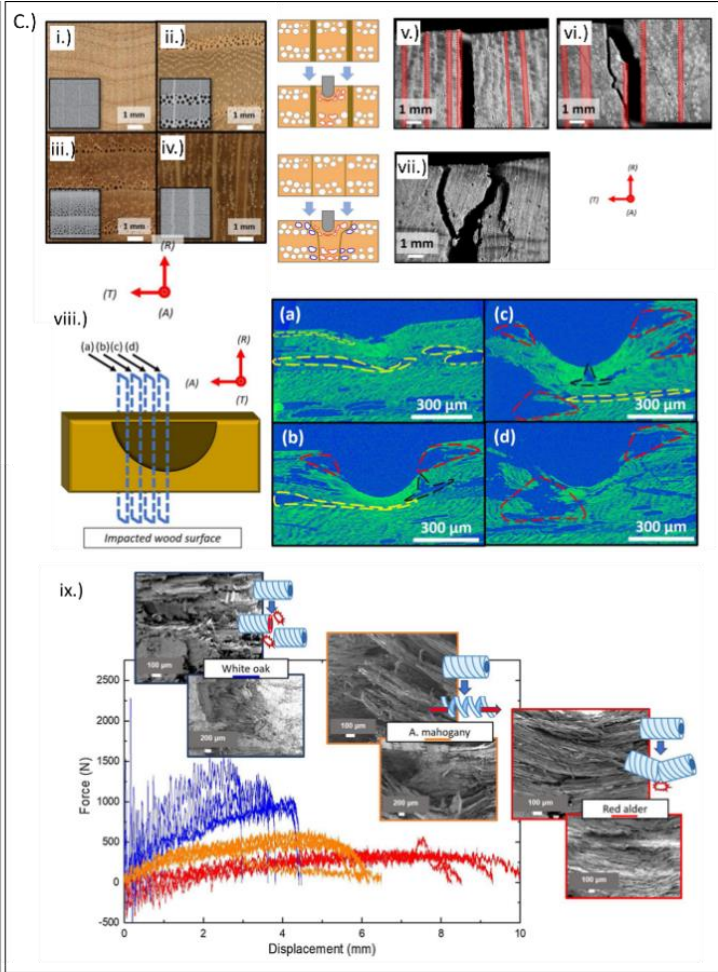 C.)
i.)
1 mm
ii.)
1 mm
iii.)
1 mm
iv.)
1 mm
v.)
1 mm
vi.)
1 mm
vii.)
1 mm
(R)
(T)
(A)
(R)
(T)
(A)
viii.)
(a) (b) (c) (d)
(R)
(A)
(T)
Impacted wood surface
(a)
300 µm
(c)
300 µm
(b)
300 µm
(d)
300 µm
ix.)
100 µm
White oak
200 µm
100 µm
A. mahogany
200 µm
100 µm
Red alder
100 µm
Force (N)
2500
2000
1500
1000
500
0
-500
0 2 4 6 8 10
Displacement (mm)